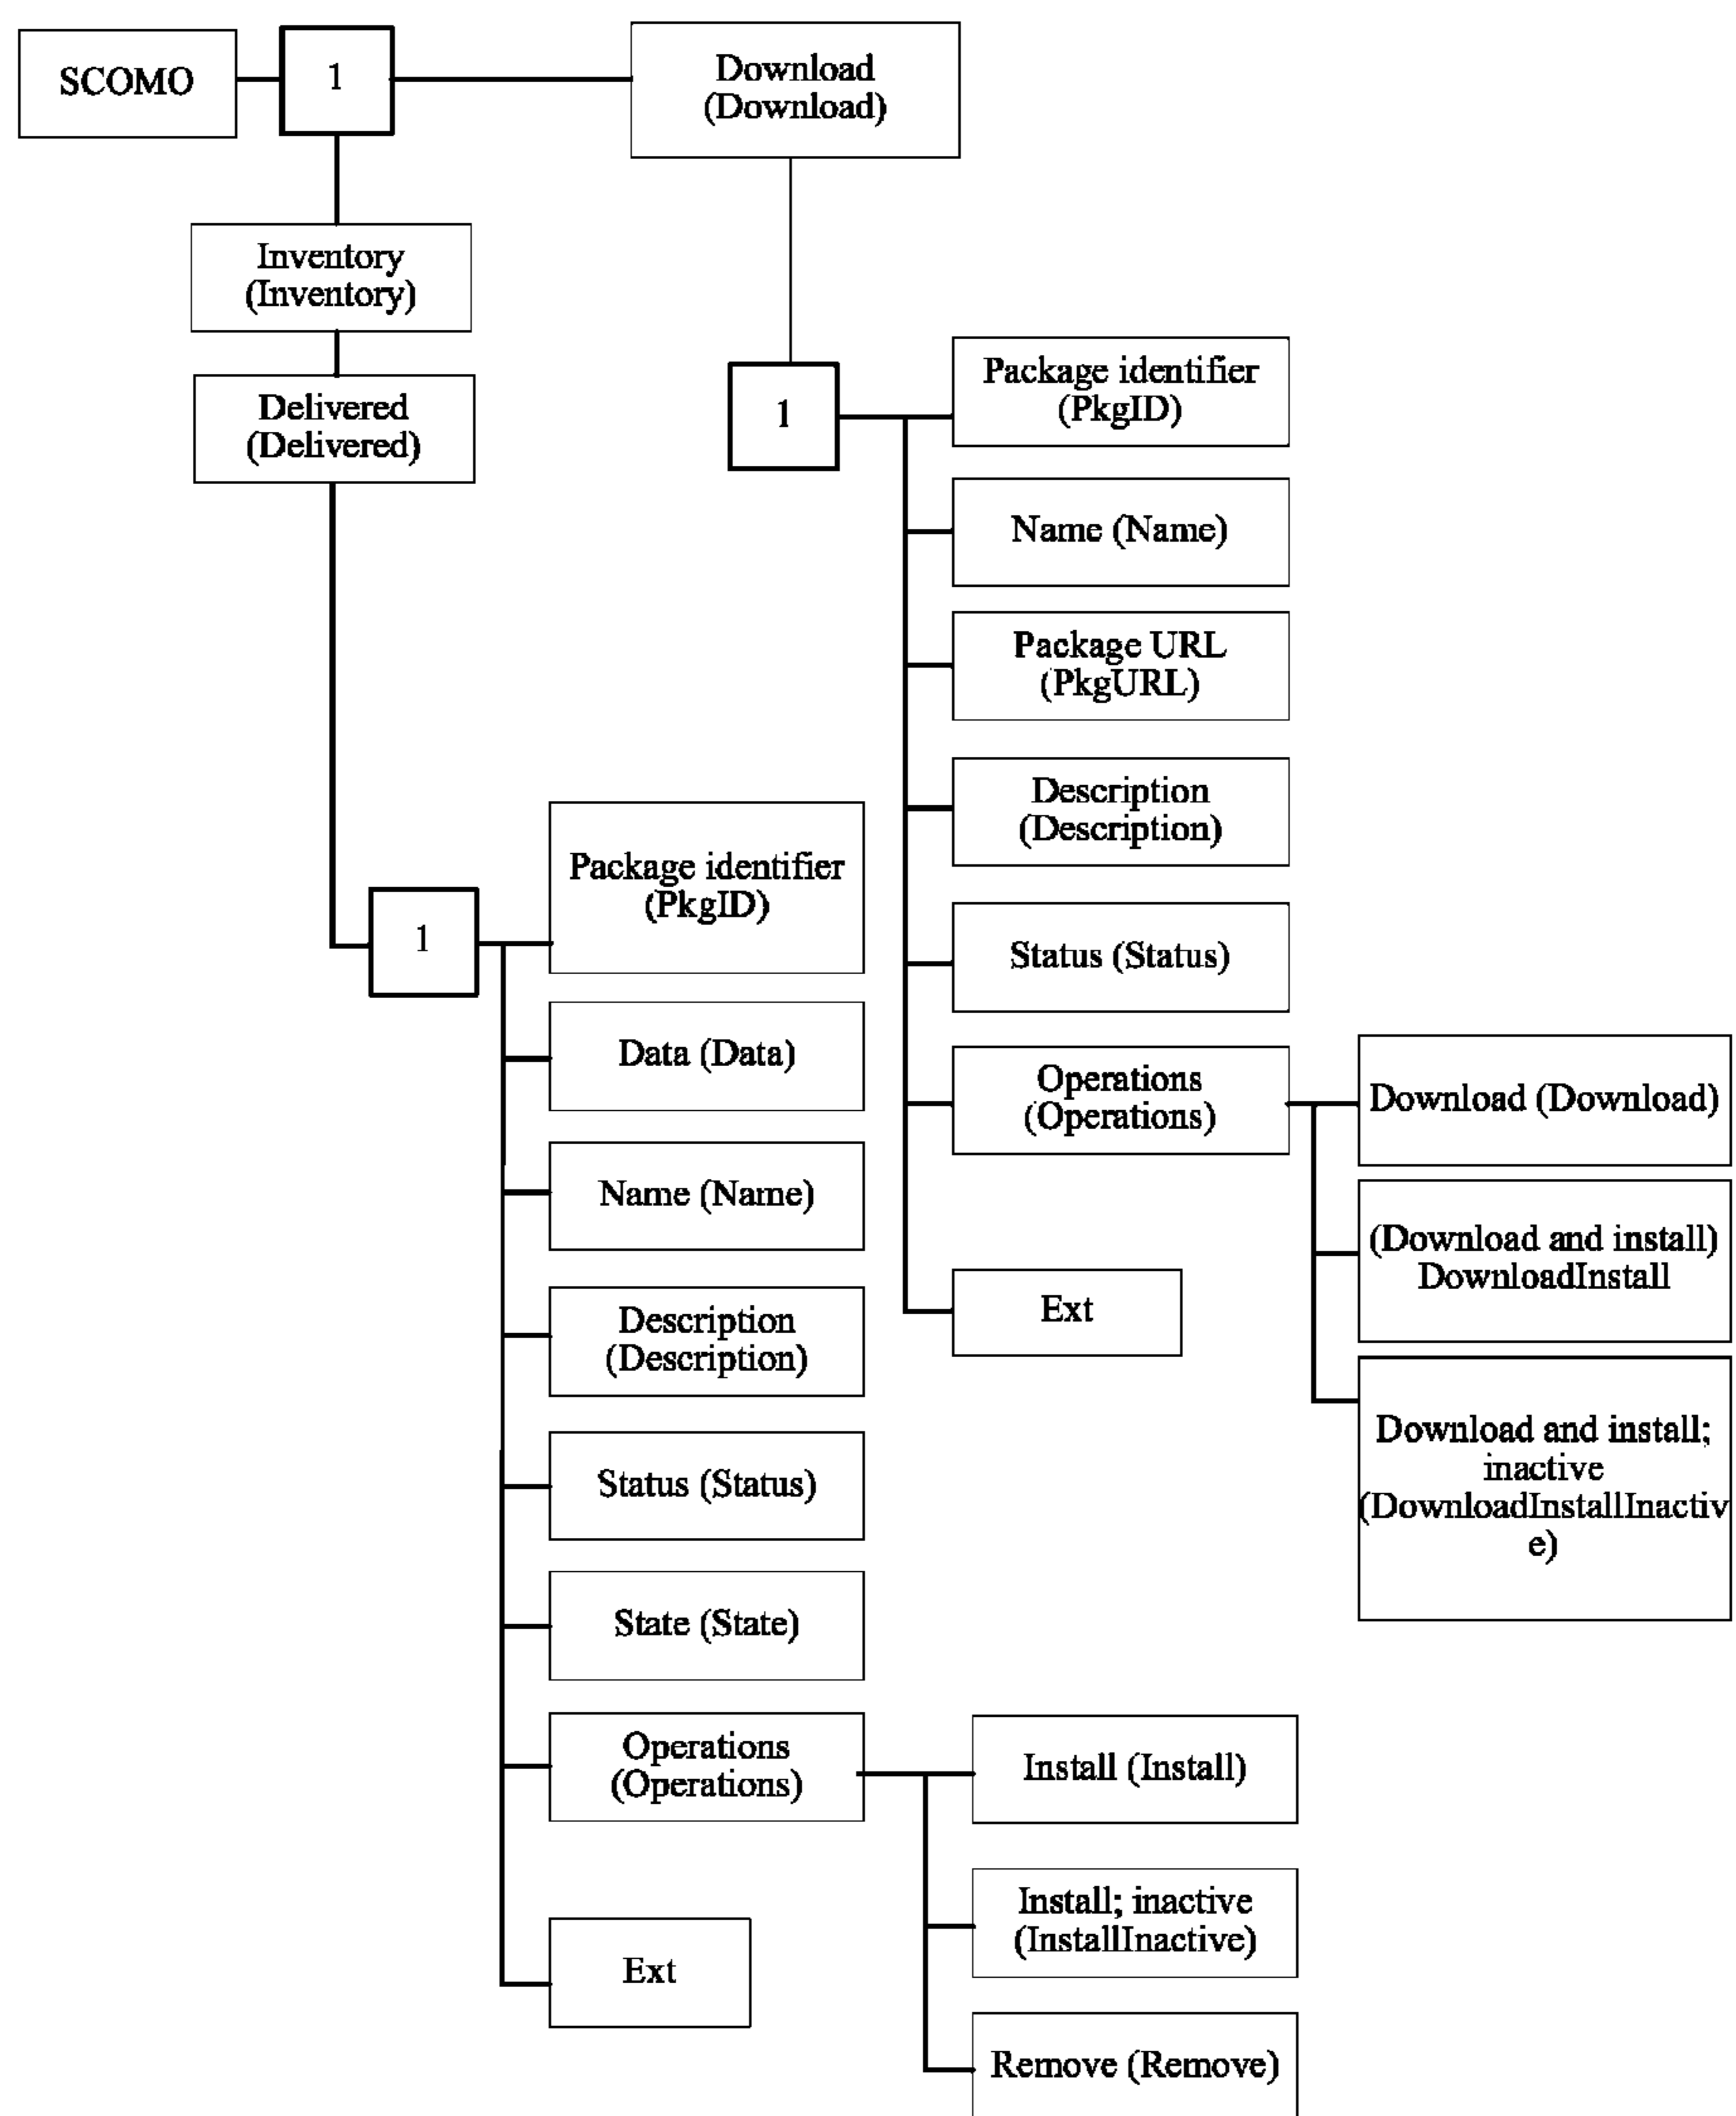 SCOMO
1
Download
(Download)
Inventory
(Inventory)
Delivered
(Delivered)
1
Package identifier
(PkgID)
Name (Name)
Package URL
(PkgURL)
Description
(Description)
Status (Status)
Operations
(Operations)
Download (Download)
(Download and install)
DownloadInstall
Download and install;
inactive
(DownloadInstallInactiv
e)
Ext
1
Package identifier
(PkgID)
Data (Data)
Name (Name)
Description
(Description)
Status (Status)
State (State)
Operations
(Operations)
Install (Install)
Install; inactive
(InstallInactive)
Remove (Remove)
Ext